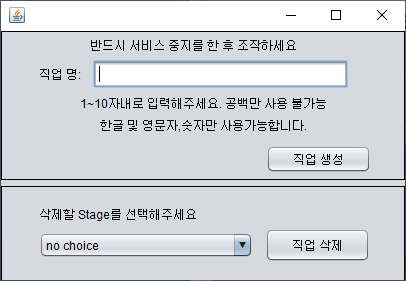 반드시 서비스 중지를 한 후 조작하세요
직업 명:
1~10자내로 입력해주세요. 공백만 사용 불가능
한글 및 영문자,숫자만 사용가능합니다.
직업 생성
삭제할 Stage를 선택해주세요
no choice
직업 삭제